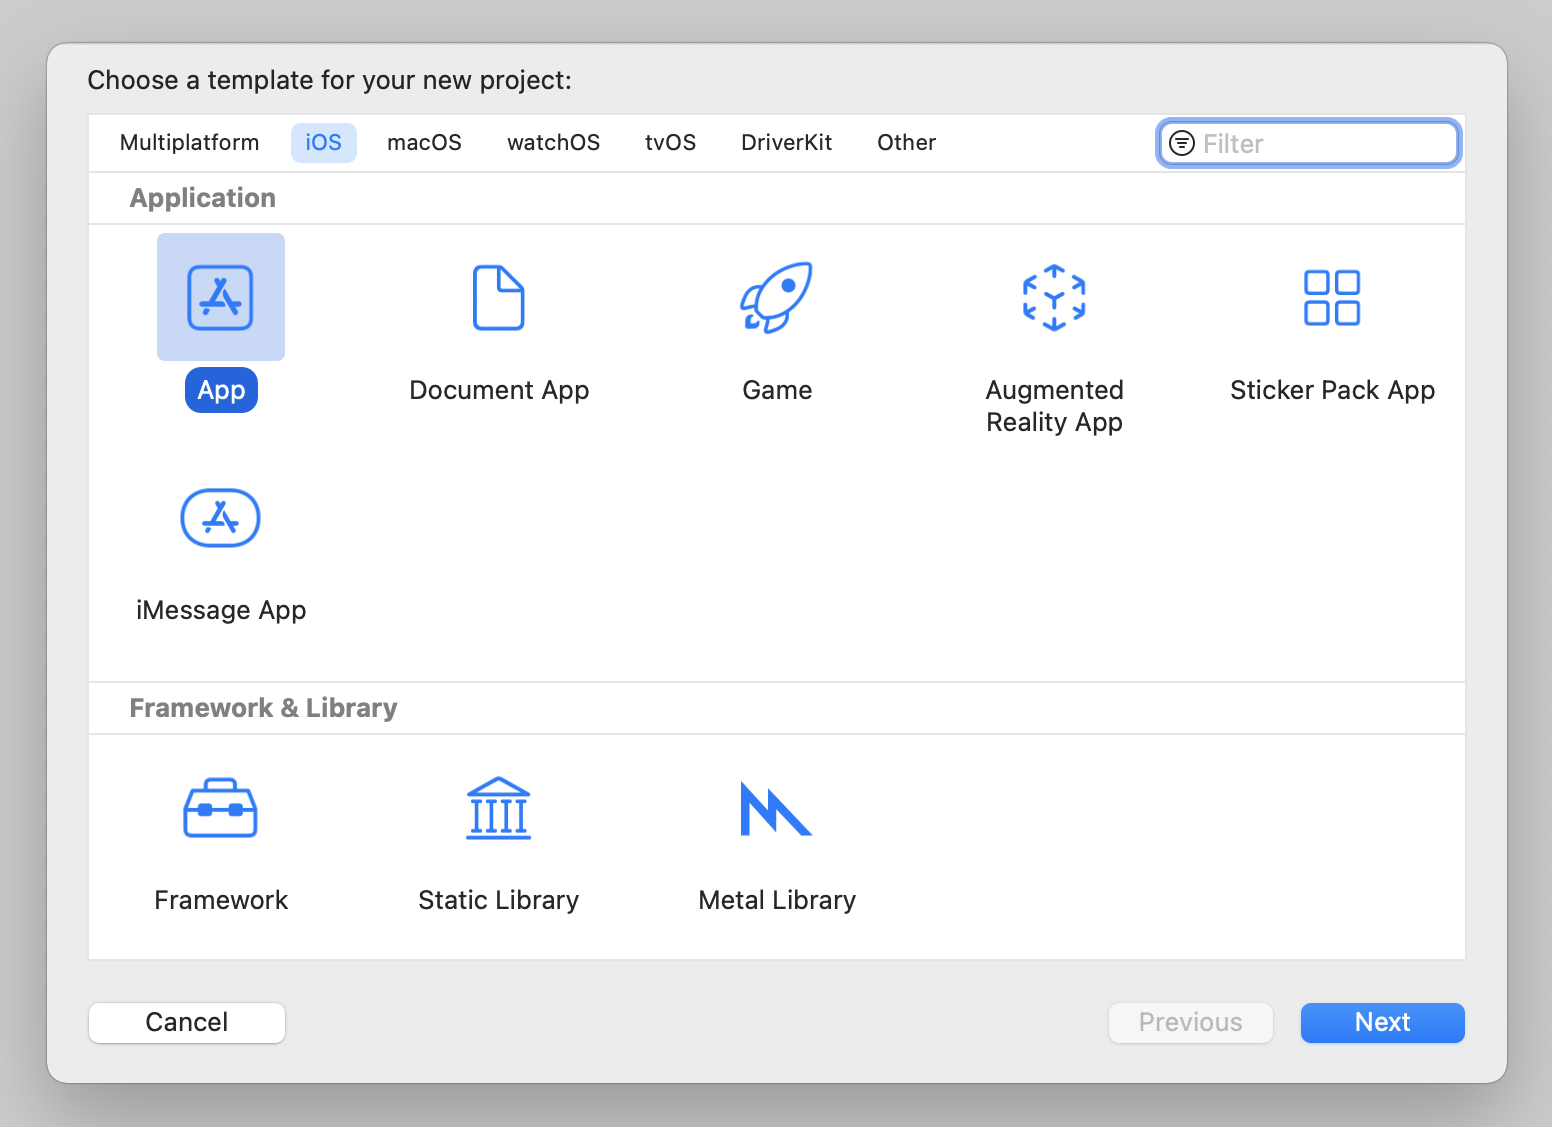 Choose a template for your new project:
Multiplatform iOS macOS watchOS tvOS DriverKit Other Filter
Application
App Document App Game Augmented Reality App Sticker Pack App
iMessage App
Framework & Library
Framework Static Library Metal Library
Cancel Previous Next